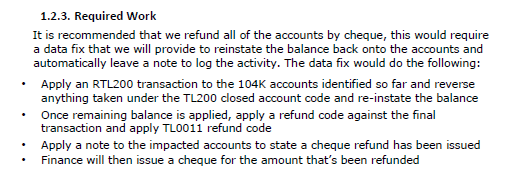 1.2.3. Required Work
It is recommended that we refund all of the accounts by cheque, this would require
a data fix that we will provide to reinstate the balance back onto the accounts and
automatically leave a note to log the activity. The data fix would do the following:
• Apply an RTL200 transaction to the 104K accounts identified so far and reverse
anything taken under the TL200 closed account code and re-instate the balance
• Once remaining balance is applied, apply a refund code against the final
transaction and apply TL0011 refund code
• Apply a note to the impacted accounts to state a cheque refund has been issued
• Finance will then issue a cheque for the amount that's been refunded